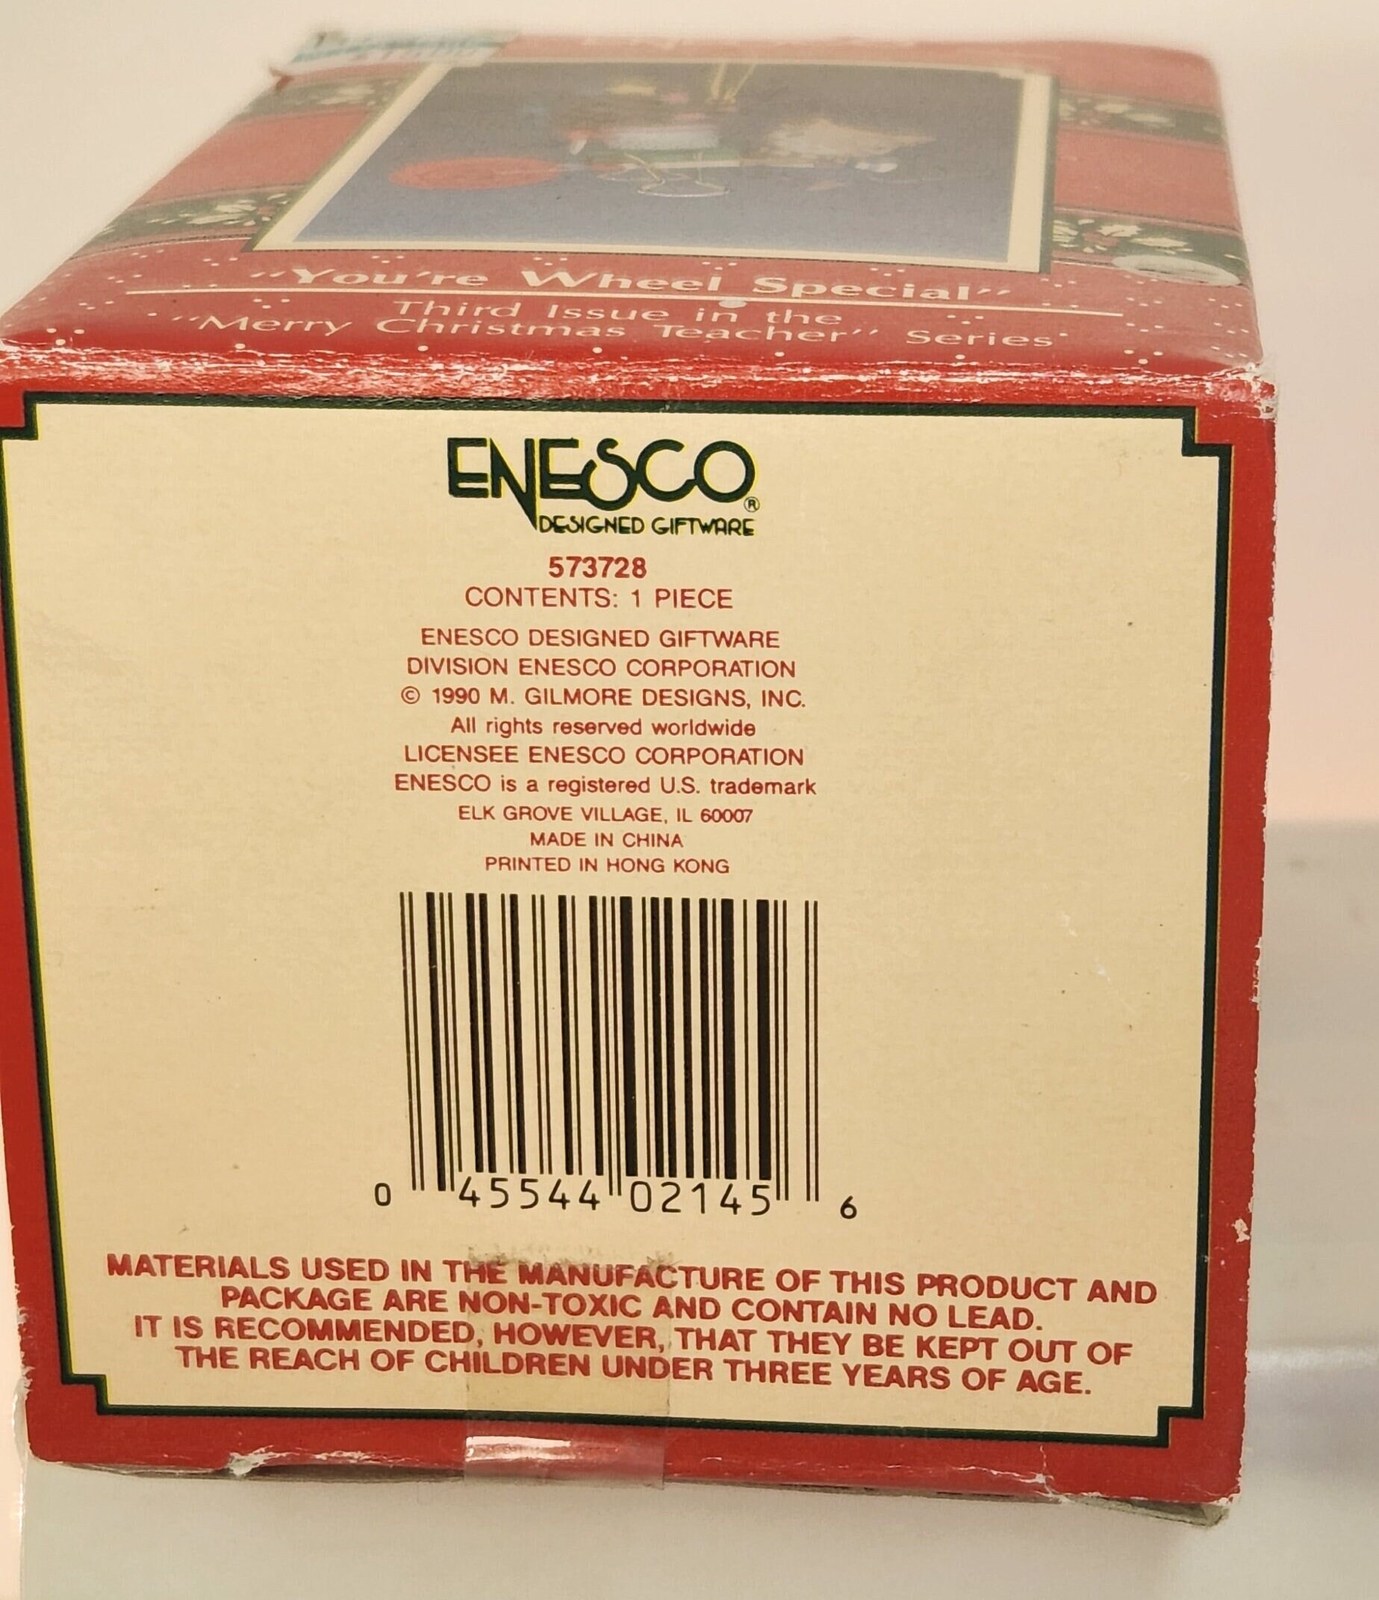 "You're Wheel Special"
Third Issue in the
"Merry Christmas Teacher" Series
ENESCO®
DESIGNED GIFTWARE
573728
CONTENTS: 1 PIECE
ENESCO DESIGNED GIFTWARE
DIVISION ENESCO CORPORATION
© 1990 M. GILMORE DESIGNS, INC.
All rights reserved worldwide
LICENSEE ENESCO CORPORATION
ENESCO is a registered U.S. trademark
ELK GROVE VILLAGE, IL 60007
MADE IN CHINA
PRINTED IN HONG KONG
0 45544 02145 6
MATERIALS USED IN THE MANUFACTURE OF THIS PRODUCT AND
PACKAGE ARE NON-TOXIC AND CONTAIN NO LEAD.
IT IS RECOMMENDED, HOWEVER, THAT THEY BE KEPT OUT OF
THE REACH OF CHILDREN UNDER THREE YEARS OF AGE.